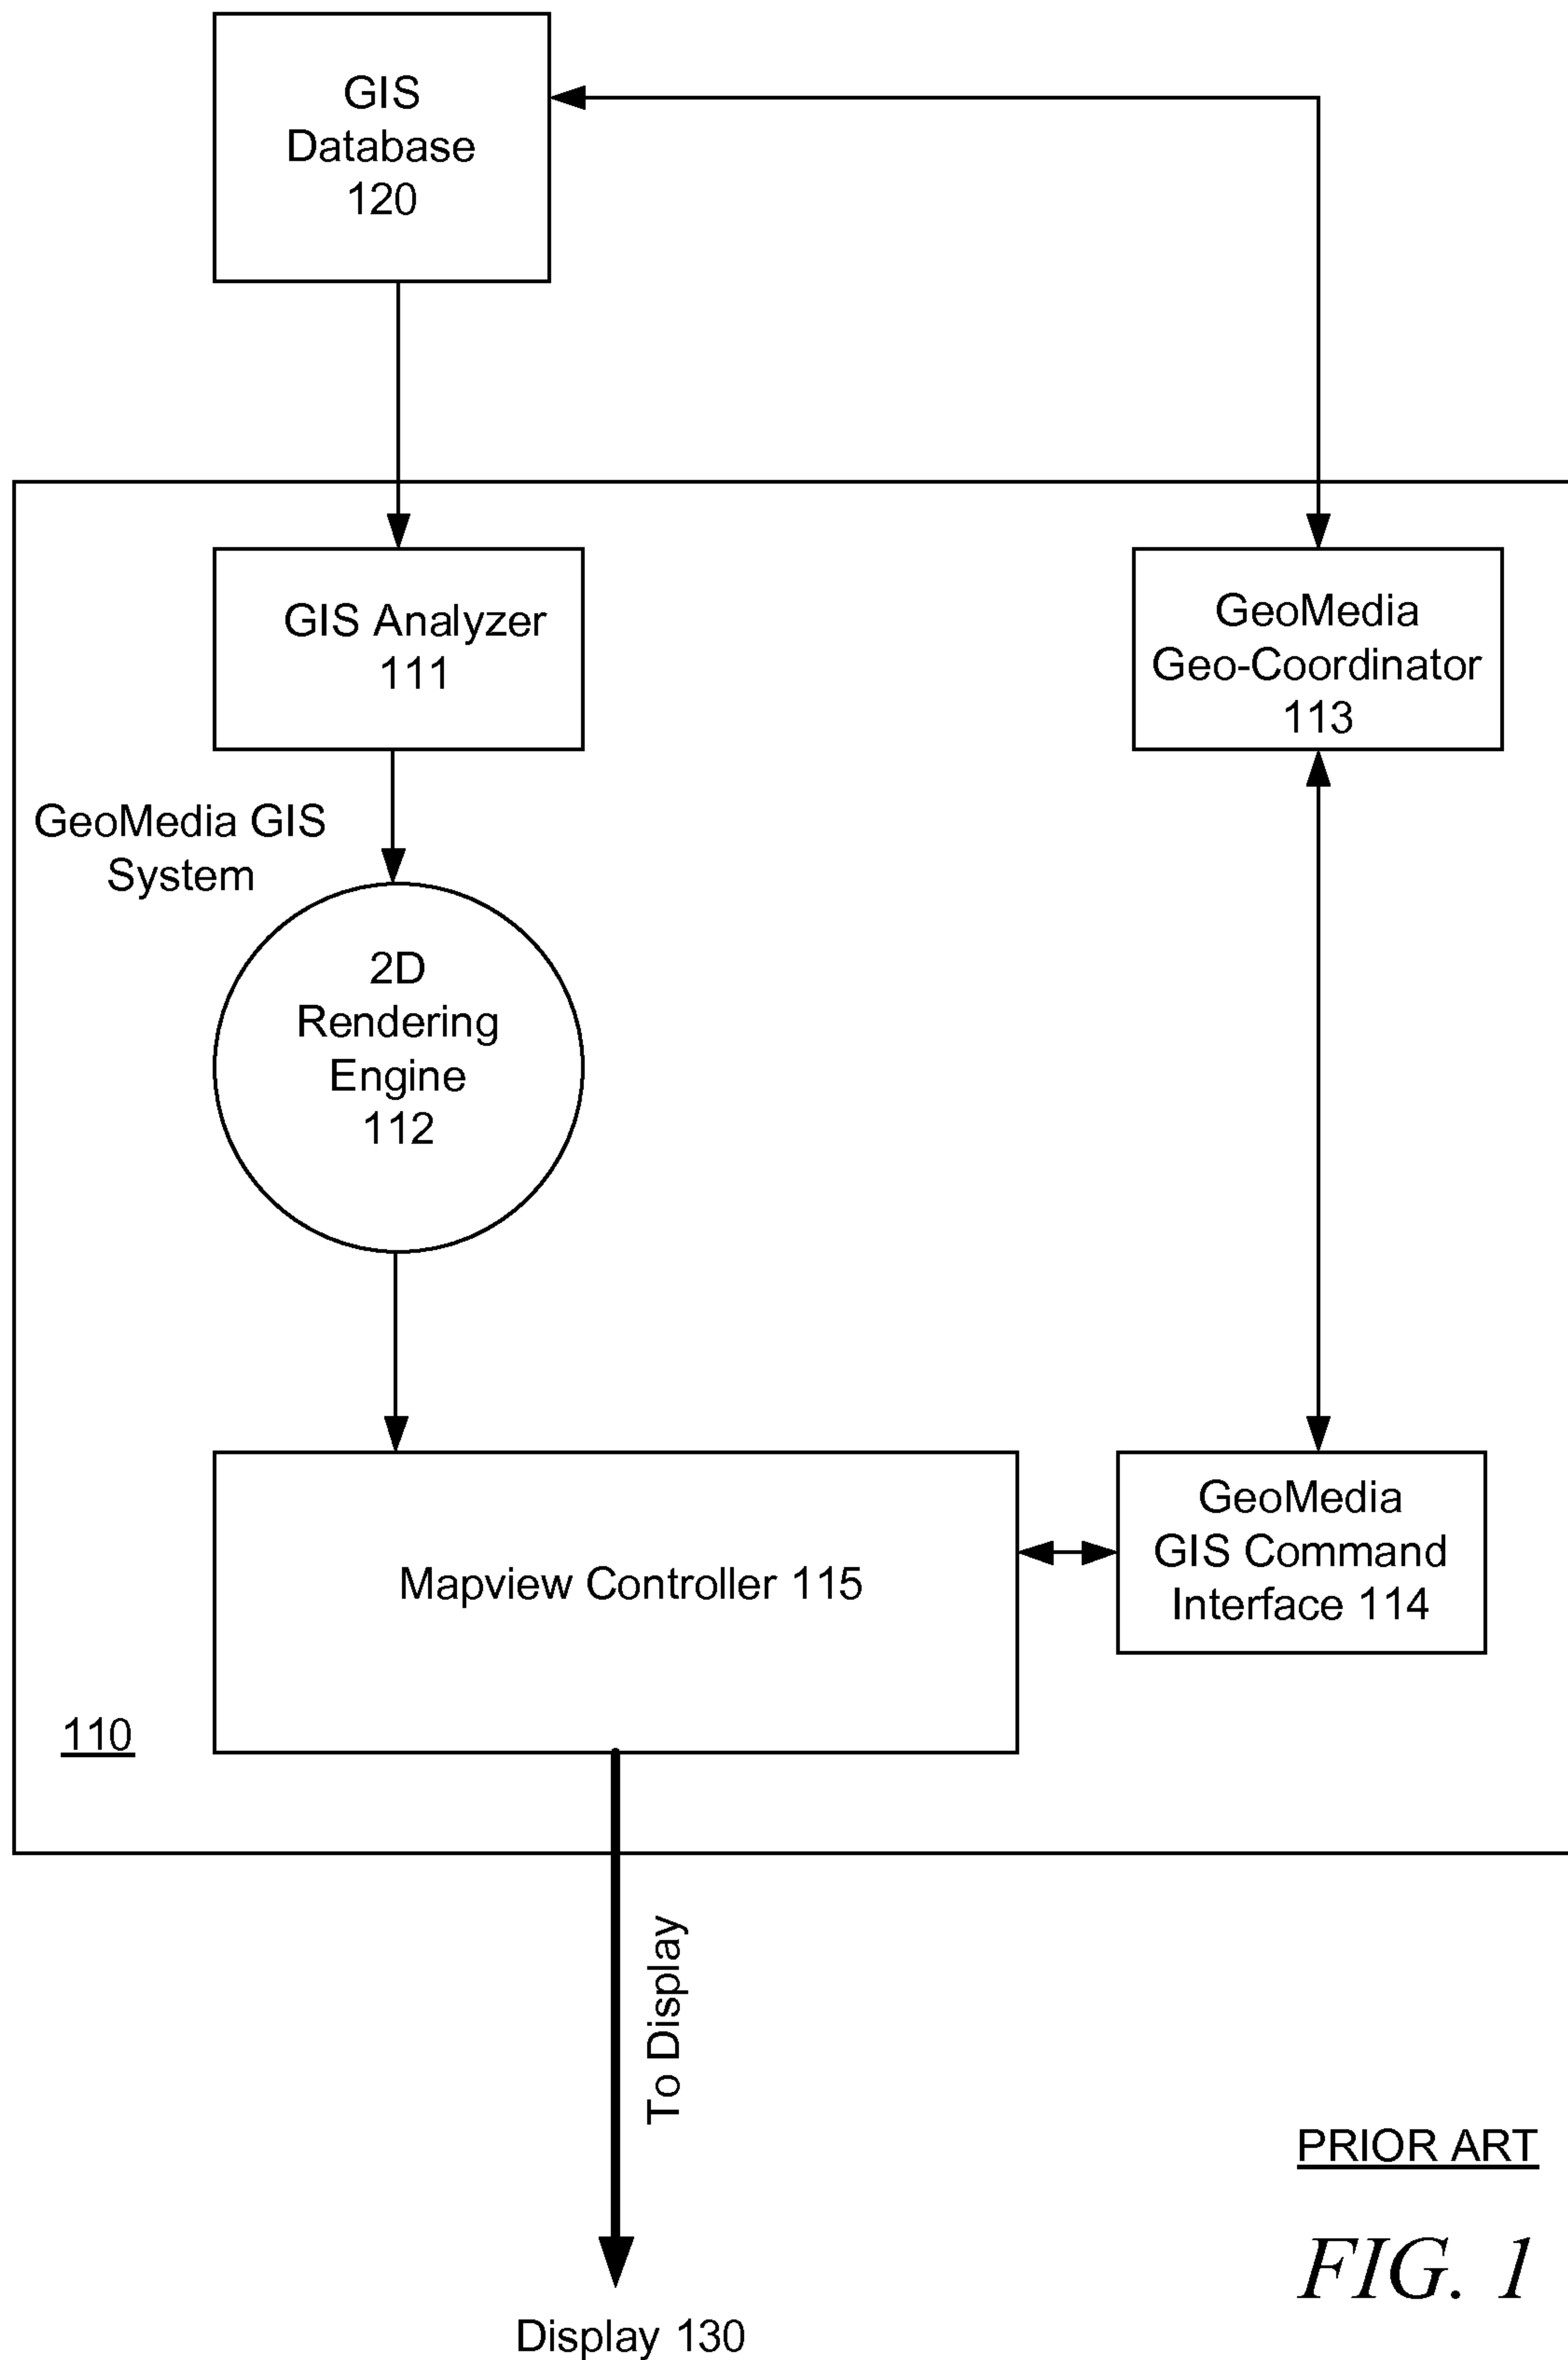 GIS
Database
120
GIS Analyzer
111
GeoMedia
Geo-Coordinator
113
GeoMedia GIS
System
2D
Rendering
Engine
112
Mapview Controller 115
GeoMedia
GIS Command
Interface 114
110
To Display
PRIOR ART
FIG. 1
Display 130